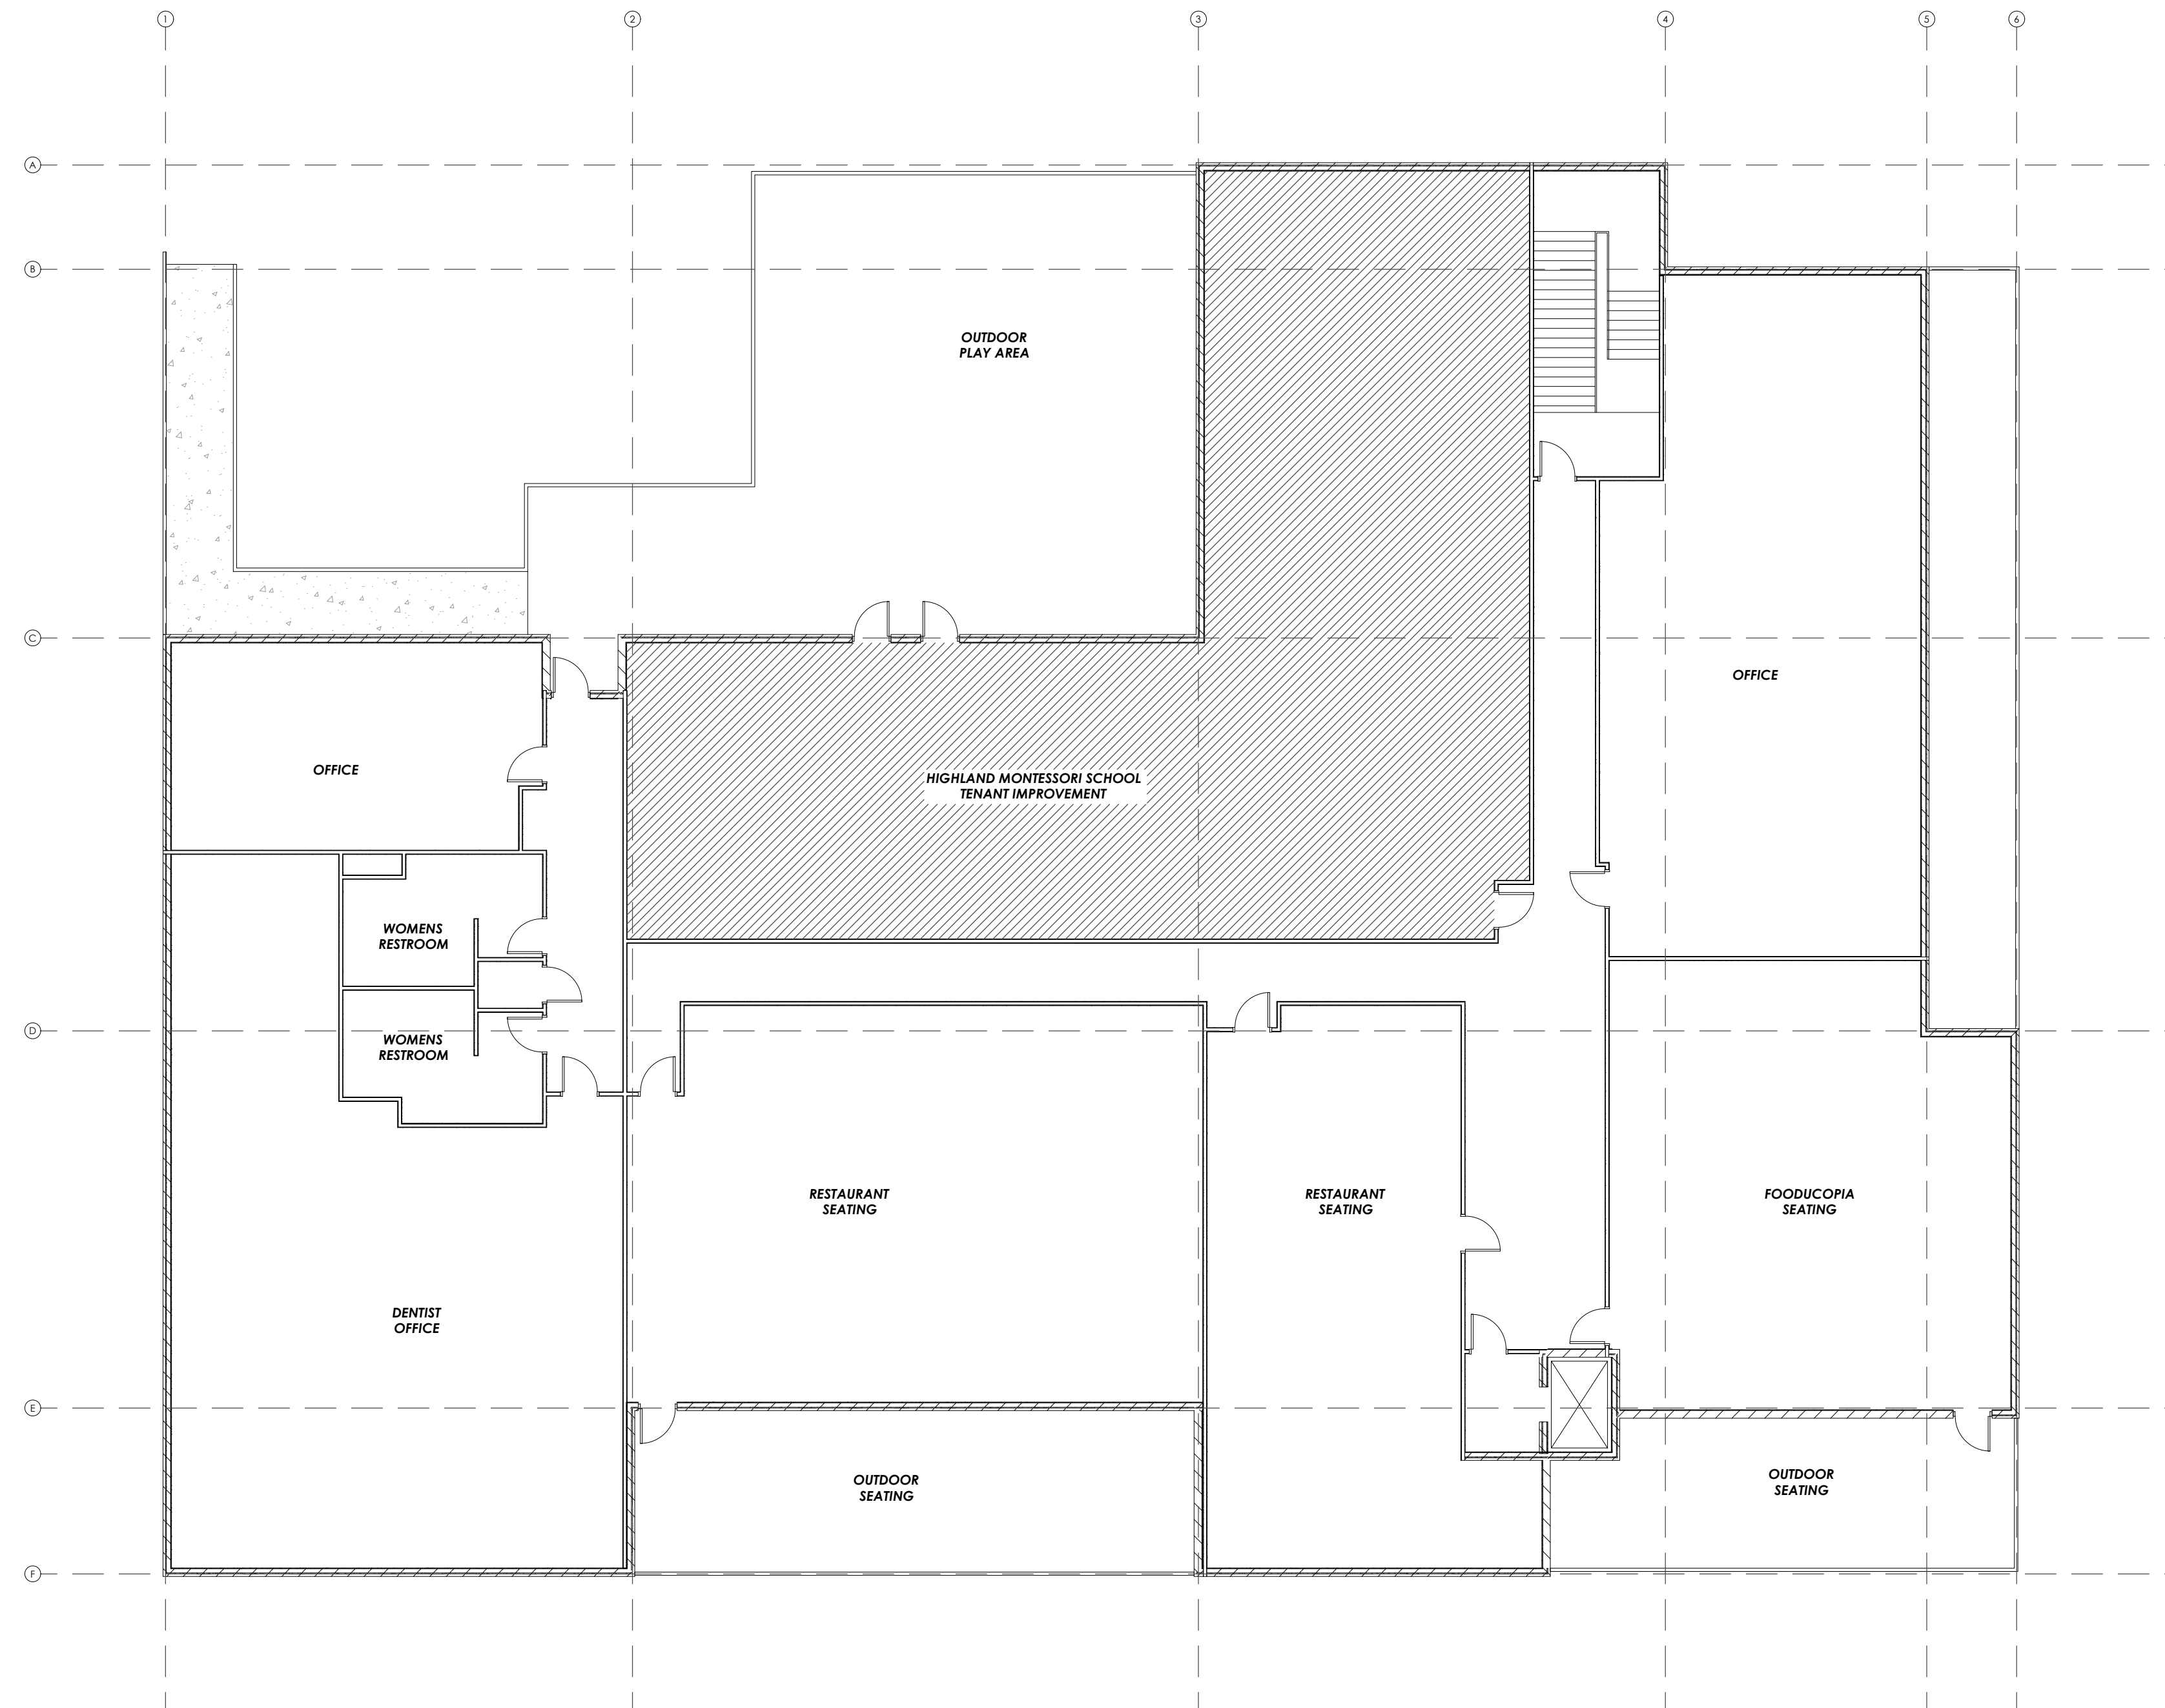 1
2
3
4
5
6
A
B
OUTDOOR
PLAY AREA
C
OFFICE
OFFICE
HIGHLAND MONTESSORI SCHOOL
TENANT IMPROVEMENT
WOMENS
RESTROOM
D
WOMENS
RESTROOM
RESTAURANT
SEATING
RESTAURANT
SEATING
FOODUCOPIA
SEATING
DENTIST
OFFICE
E
OUTDOOR
SEATING
OUTDOOR
SEATING
F